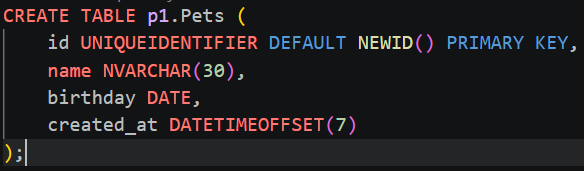 CREATE TABLE p1.Pets (
    id UNIQUEIDENTIFIER DEFAULT NEWID() PRIMARY KEY,
    name NVARCHAR(30),
    birthday DATE,
    created_at DATETIMEOFFSET(7)
);